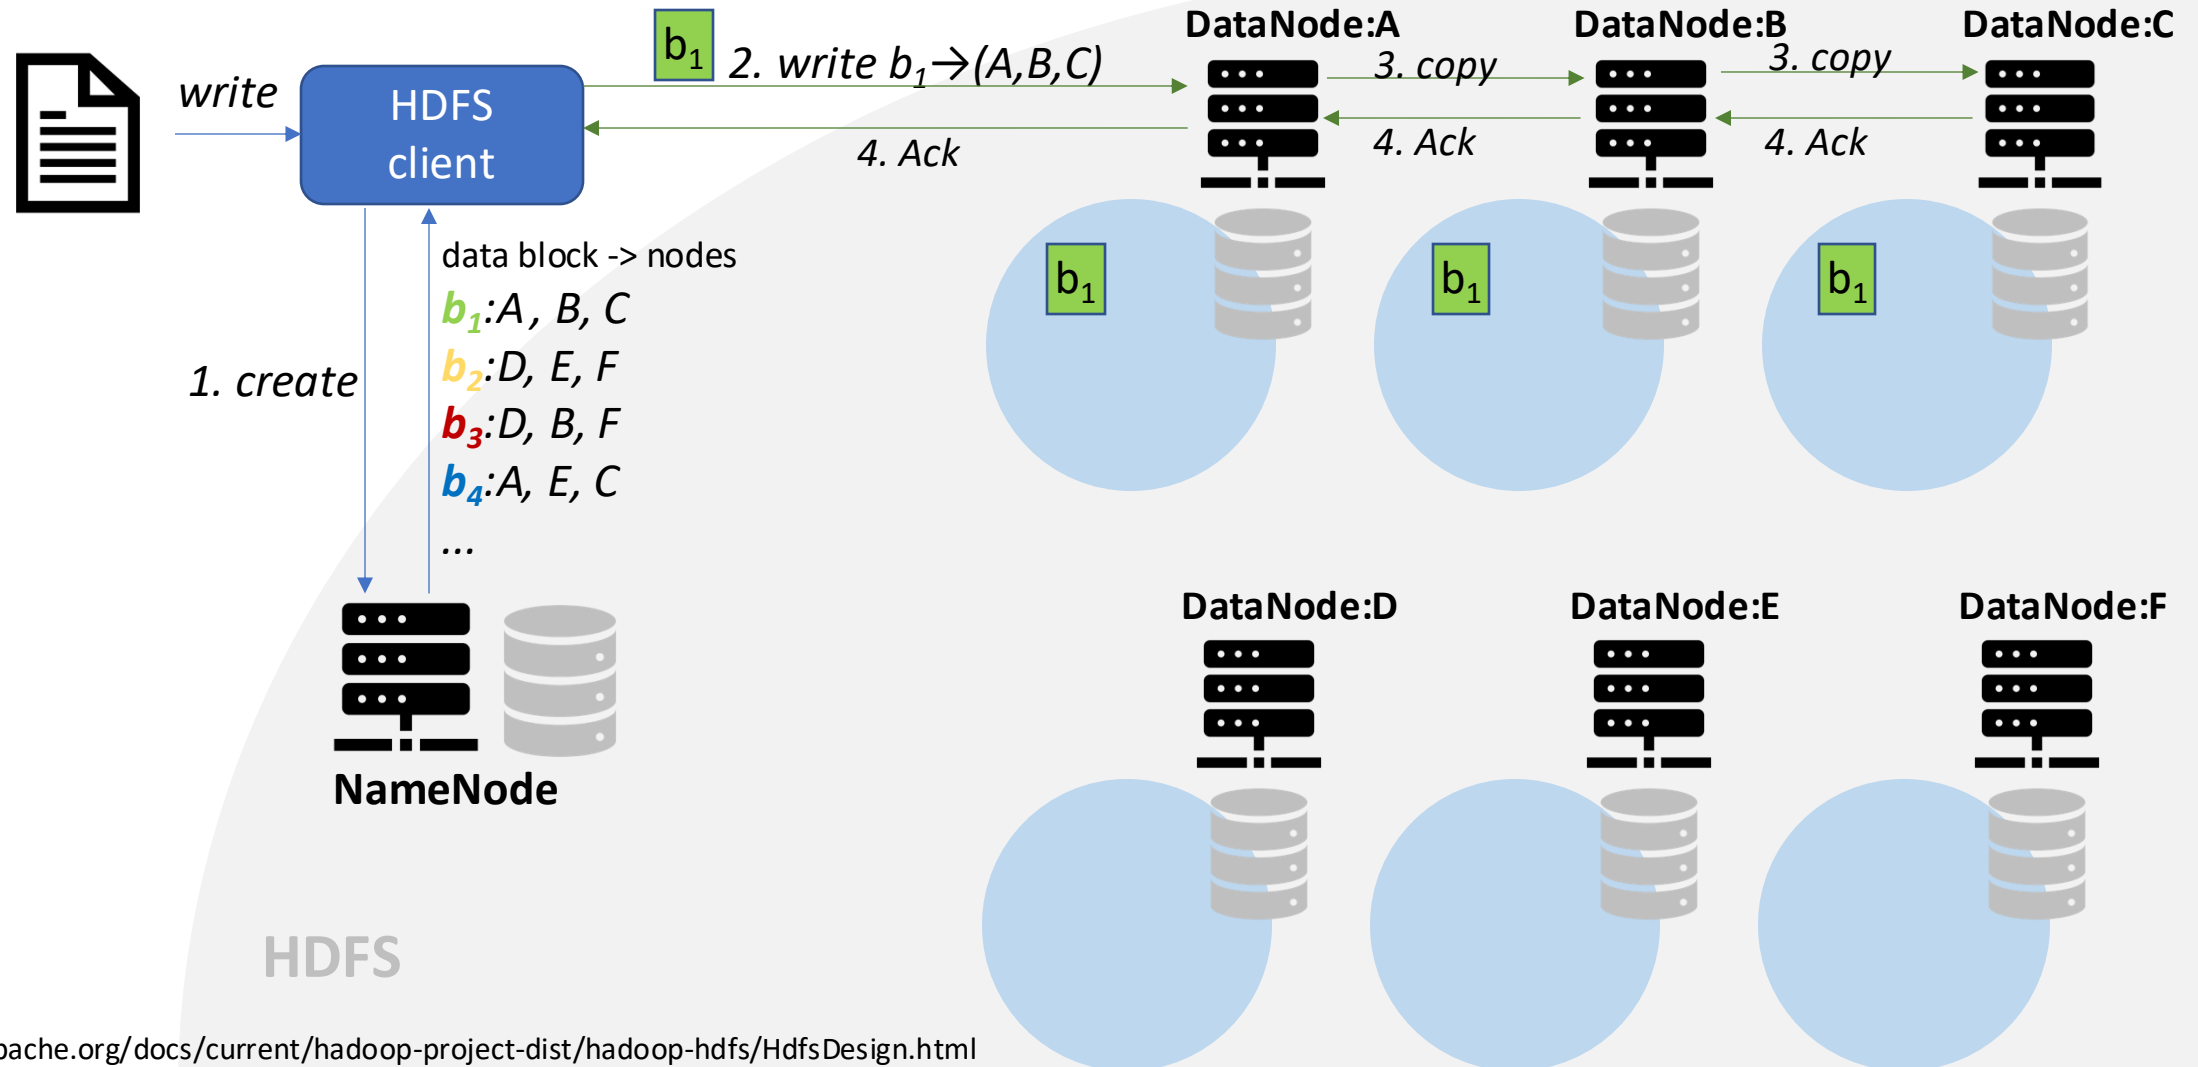 DataNode:A
DataNode:B
DataNode:C
b1
2. write b1→(A,B,C)
3. copy
3. copy
write
HDFS
client
4. Ack
4. Ack
4. Ack
data block -> nodes
b1:A, B, C
b2:D, E, F
b3:D, B, F
b4:A, E, C
...
1. create
b1
b1
b1
NameNode
DataNode:D
DataNode:E
DataNode:F
HDFS
pache.org/docs/current/hadoop-project-dist/hadoop-hdfs/HdfsDesign.html